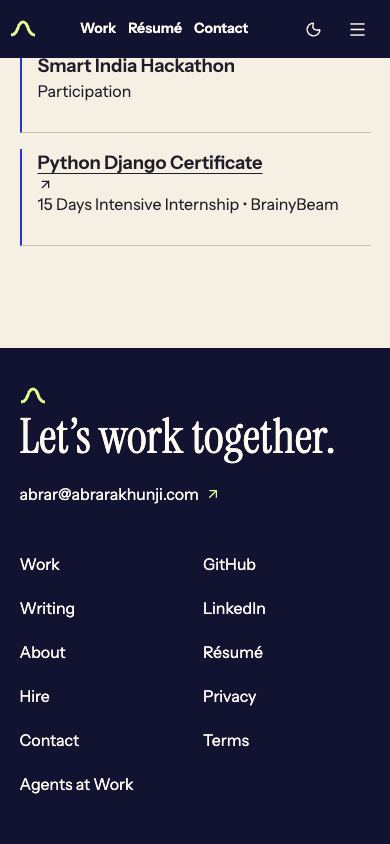 Work Résumé Contact
Smart India Hackathon
Participation
Python Django Certificate
15 Days Intensive Internship • BrainyBeam
Let’s work together.
abrar@abrarakhunji.com
Work
GitHub
Writing
LinkedIn
About
Résumé
Hire
Privacy
Contact
Terms
Agents at Work